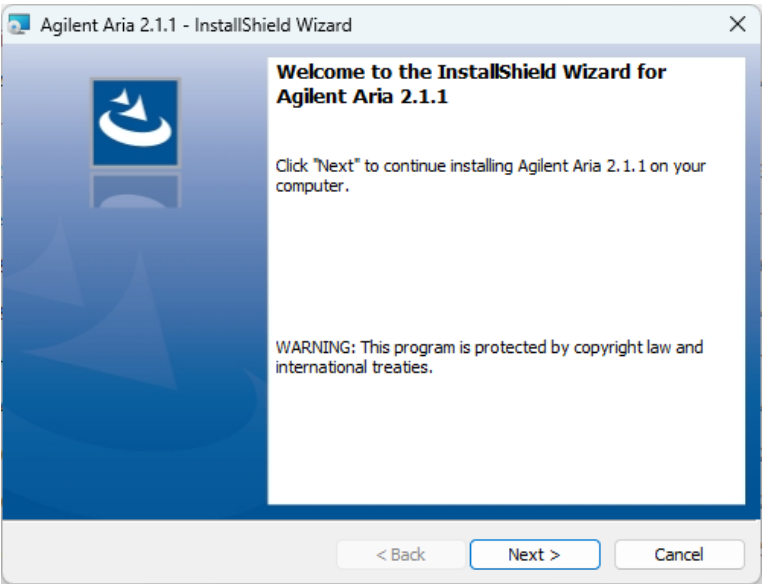 Agilent Aria 2.1.1 - InstallShield Wizard
Welcome to the InstallShield Wizard for
Agilent Aria 2.1.1
Click "Next" to continue installing Agilent Aria 2.1.1 on your
computer.
WARNING: This program is protected by copyright law and
international treaties.
< Back
Next >
Cancel